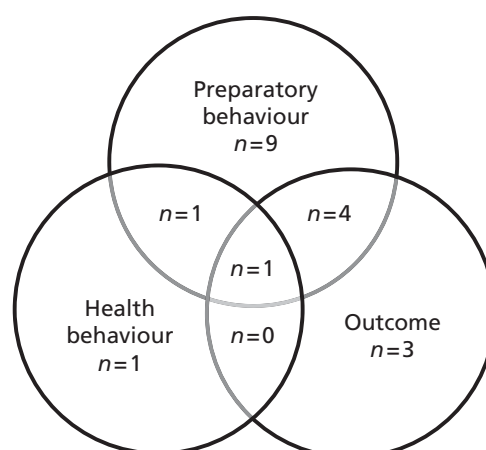 Preparatory
behaviour
n=9
n=1
n=4
n=1
Health
behaviour
n=1
n=0
Outcome
n=3